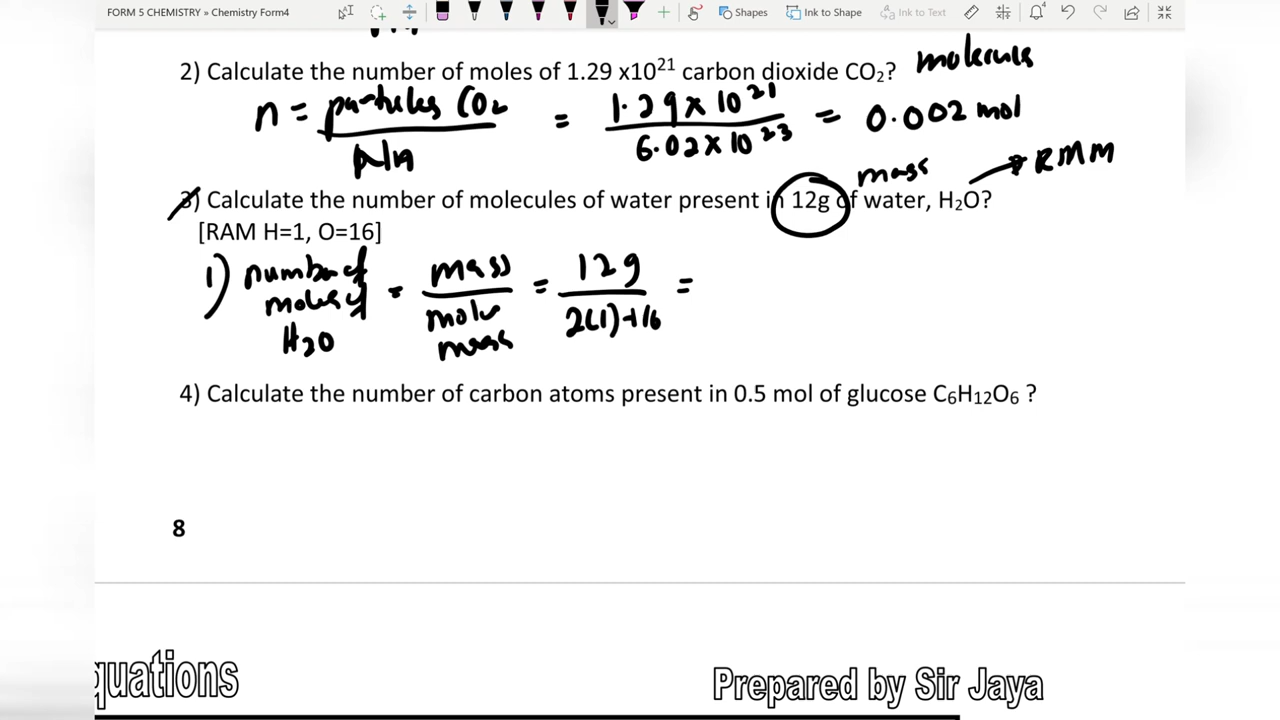 FORM 5 CHEMISTRY » Chemistry Form4
Shapes
Ink to Shape
Ink to Text
2) Calculate the number of moles of 1.29 x10²¹ carbon dioxide CO₂? molecule
n = particles CO₂ / NA = 1.29 x 10²¹ / 6.02 x 10²³ = 0.002 mol
mass → RMM
3) Calculate the number of molecules of water present in 12g of water, H₂O?
[RAM H=1, O=16]
1) number of moles of H₂O = mass / molar mass = 12g / 2(1)+16 =
4) Calculate the number of carbon atoms present in 0.5 mol of glucose C₆H₁₂O₆ ?
8
quations
Prepared by Sir Jaya